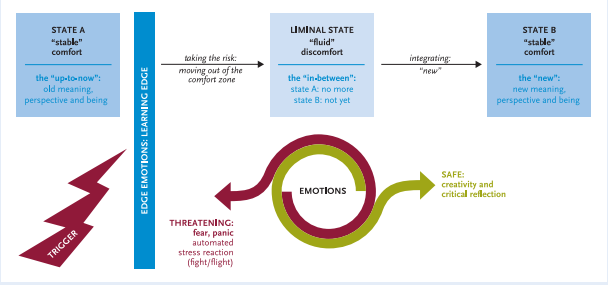 STATE A
"stable"
comfort
the "up-to-now":
old meaning,
perspective and being
EDGE EMOTIONS: LEARNING EDGE
taking the risk:
moving out of the
comfort zone
LIMINAL STATE
"fluid"
discomfort
the "in-between":
state A: no more
state B: not yet
integrating:
"new"
STATE B
"stable"
comfort
the "new":
new meaning,
perspective and being
TRIGGER
EMOTIONS
THREATENING:
fear, panic
automated
stress reaction
(fight/flight)
SAFE:
creativity and
critical reflection